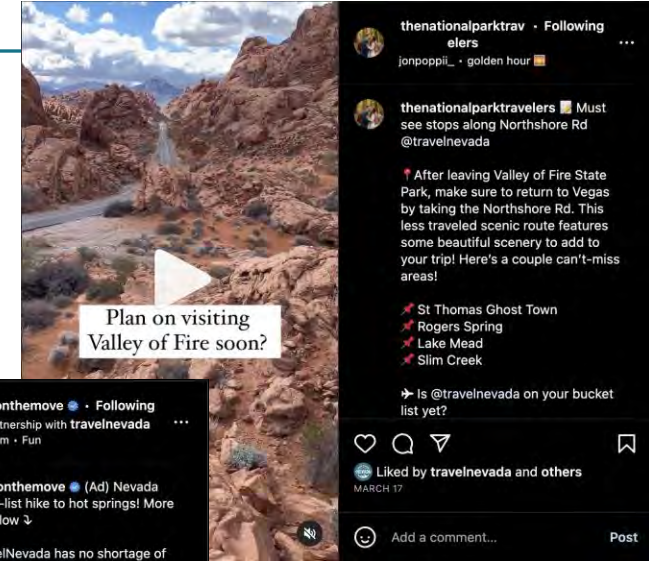 thenationalparktrav • Following
elers
jonpoppii_ • golden hour
thenationalparktravelers Must
see stops along Northshore Rd
@travelnevada
After leaving Valley of Fire State
Park, make sure to return to Vegas
by taking the Northshore Rd. This
less traveled scenic route features
some beautiful scenery to add to
your trip! Here's a couple can't-miss
areas!
St Thomas Ghost Town
Rogers Spring
Lake Mead
Slim Creek
Is @travelnevada on your bucket
list yet?
Liked by travelnevada and others
MARCH 17
Add a comment... Post
Plan on visiting
Valley of Fire soon?
onthemove • Following
with travelnevada
• Fun
onthemove (Ad) Nevada
hike to hot springs! More
has no shortage of